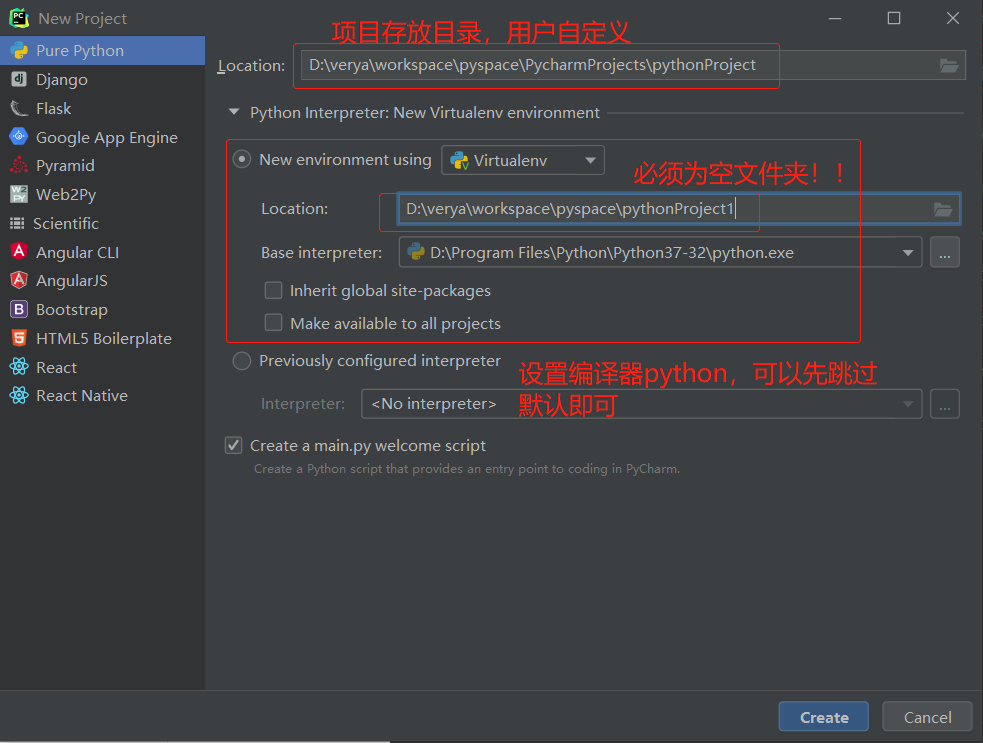 New Project
项目存放目录，用户自定义
Pure Python
Django
Flask
Google App Engine
Pyramid
Web2Py
Scientific
Angular CLI
AngularJS
Bootstrap
HTML5 Boilerplate
React
React Native
Location: D:\verya\workspace\pyspace\PycharmProjects\pythonProject
Python Interpreter: New Virtualenv environment
New environment using Virtualenv
必须为空文件夹！！
Location: D:\verya\workspace\pyspace\pythonProject1
Base interpreter: D:\Program Files\Python\Python37-32\python.exe ...
Inherit global site-packages
Make available to all projects
Previously configured interpreter
设置编译器python，可以先跳过
默认即可
Interpreter: <No interpreter> ...
Create a main.py welcome script
Create a Python script that provides an entry point to coding in PyCharm.
Create Cancel